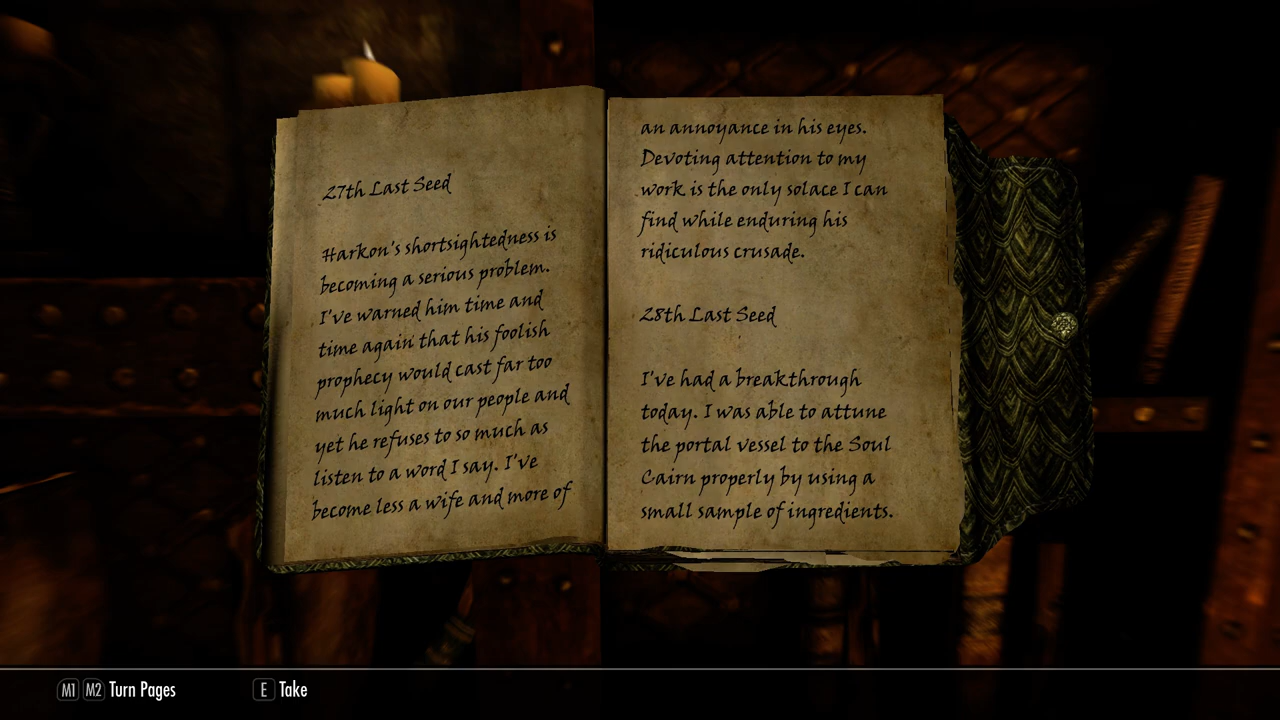 27th Last Seed
Harkon's shortsightedness is
becoming a serious problem.
I've warned him time and
time again that his foolish
prophecy would cast far too
much light on our people and
yet he refuses to so much as
listen to a word I say. I've
become less a wife and more of
an annoyance in his eyes.
Devoting attention to my
work is the only solace I can
find while enduring his
ridiculous crusade.
28th Last Seed
I've had a breakthrough
today. I was able to attune
the portal vessel to the Soul
Cairn properly by using a
small sample of ingredients.
M1 M2 Turn Pages
E Take